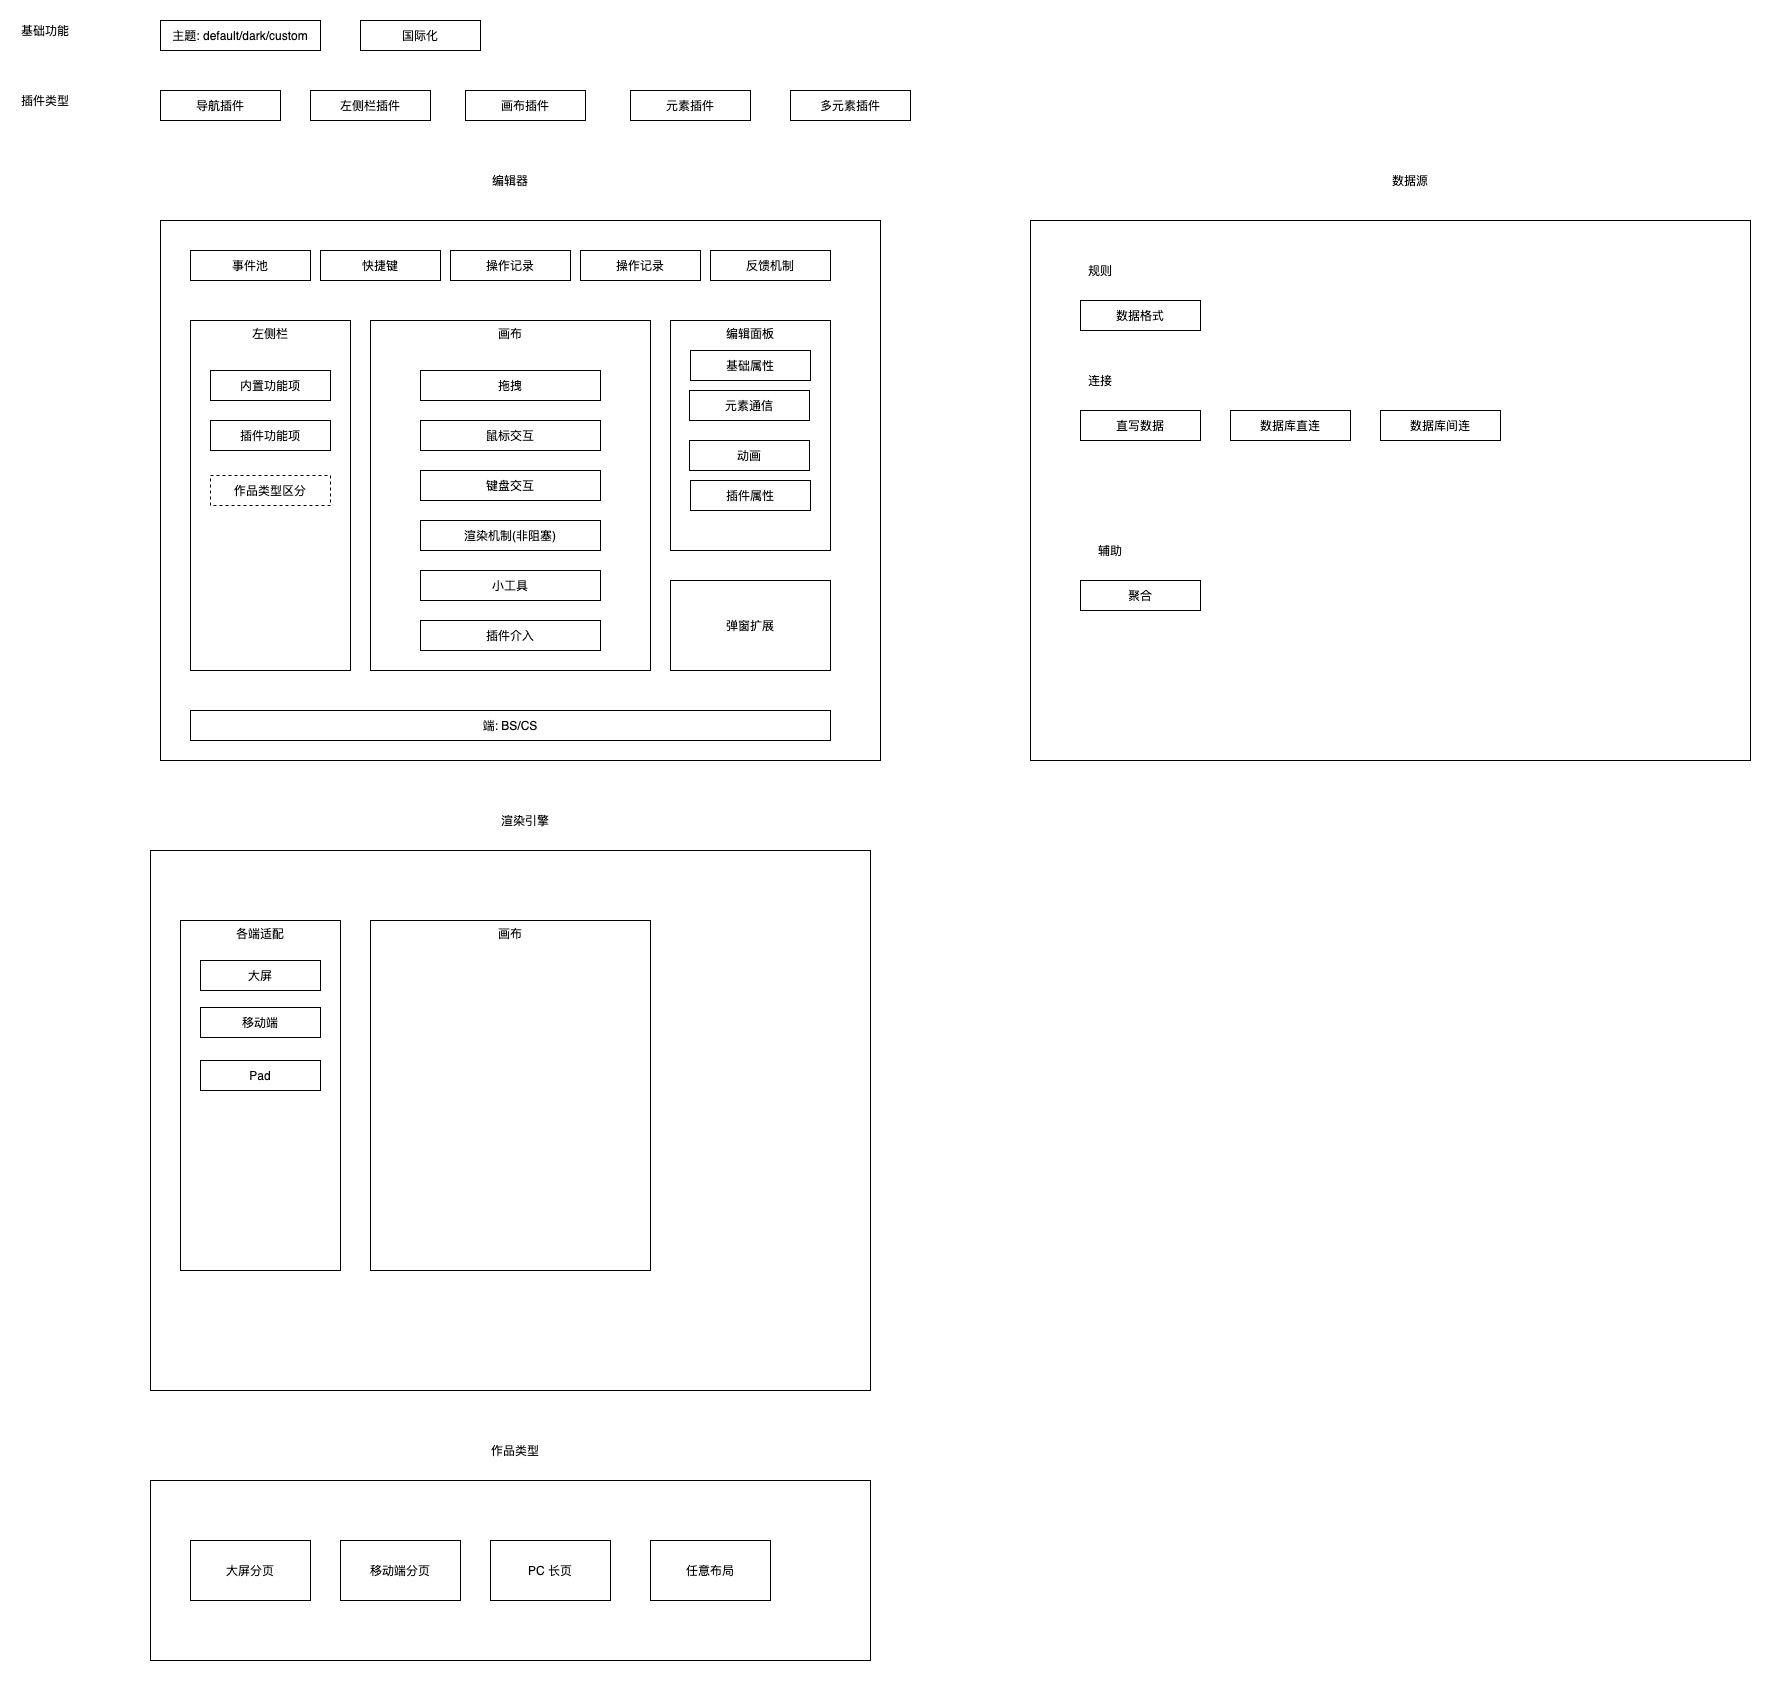 基础功能
主题: default/dark/custom
国际化
插件类型
导航插件
左侧栏插件
画布插件
元素插件
多元素插件
编辑器
事件池
快捷键
操作记录
操作记录
反馈机制
左侧栏
内置功能项
插件功能项
作品类型区分
画布
拖拽
鼠标交互
键盘交互
渲染机制(非阻塞)
小工具
插件介入
编辑面板
基础属性
元素通信
动画
插件属性
弹窗扩展
端: BS/CS
数据源
规则
数据格式
连接
直写数据
数据库直连
数据库间连
辅助
聚合
渲染引擎
各端适配
大屏
移动端
Pad
画布
作品类型
大屏分页
移动端分页
PC 长页
任意布局